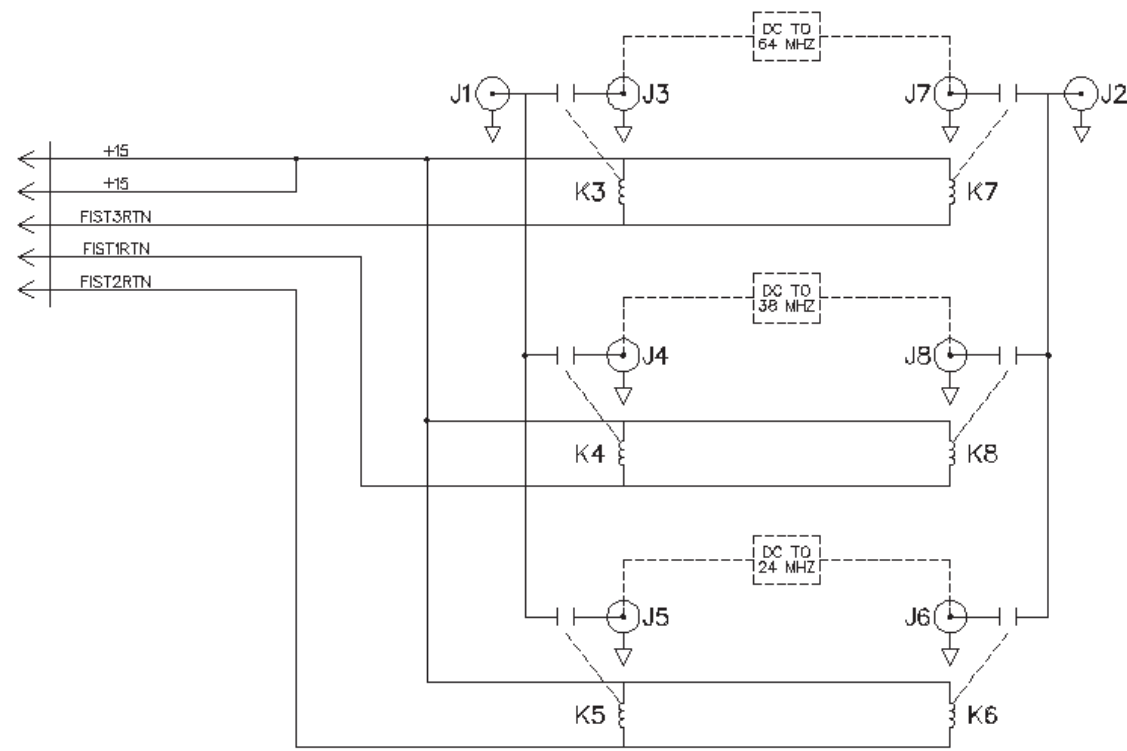 DC TO
64 MHZ
J1
J3
J7
J2
+15
+15
K3
K7
FIST3RTN
FIST1RTN
FIST2RTN
DC TO
38 MHZ
J4
J8
K4
K8
DC TO
24 MHZ
J5
J6
K5
K6